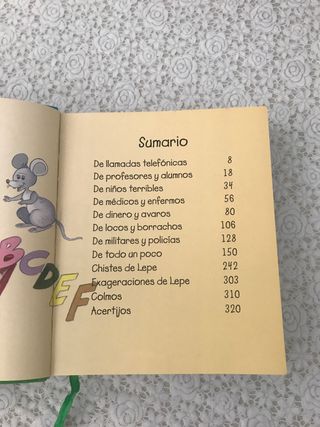 Sumario
De llamadas telefónicas 8
De profesores y alumnos 18
De niños terribles 34
De médicos y enfermos 56
De dinero y avaros 80
De locos y borrachos 106
De militares y policias 128
De todo un poco 150
Chistes de Lepe 242
Exageraciones de Lepe 303
Colmos 310
Acertijos 320
B C D E F